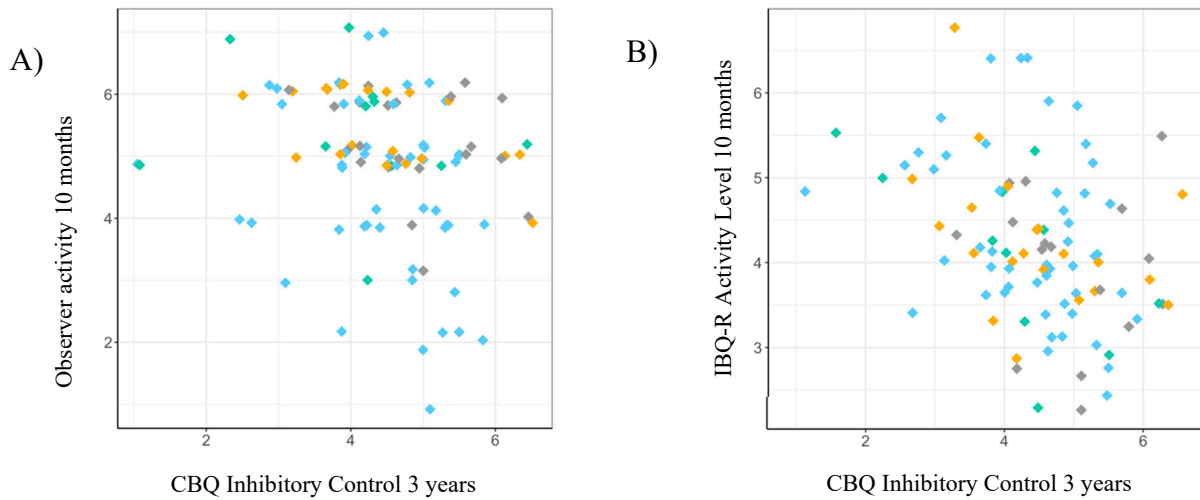 A)
Observer activity 10 months
6
4
2
2
4
6
CBQ Inhibitory Control 3 years
B)
IBQ-R Activity Level 10 months
6
5
4
3
2
4
6
CBQ Inhibitory Control 3 years